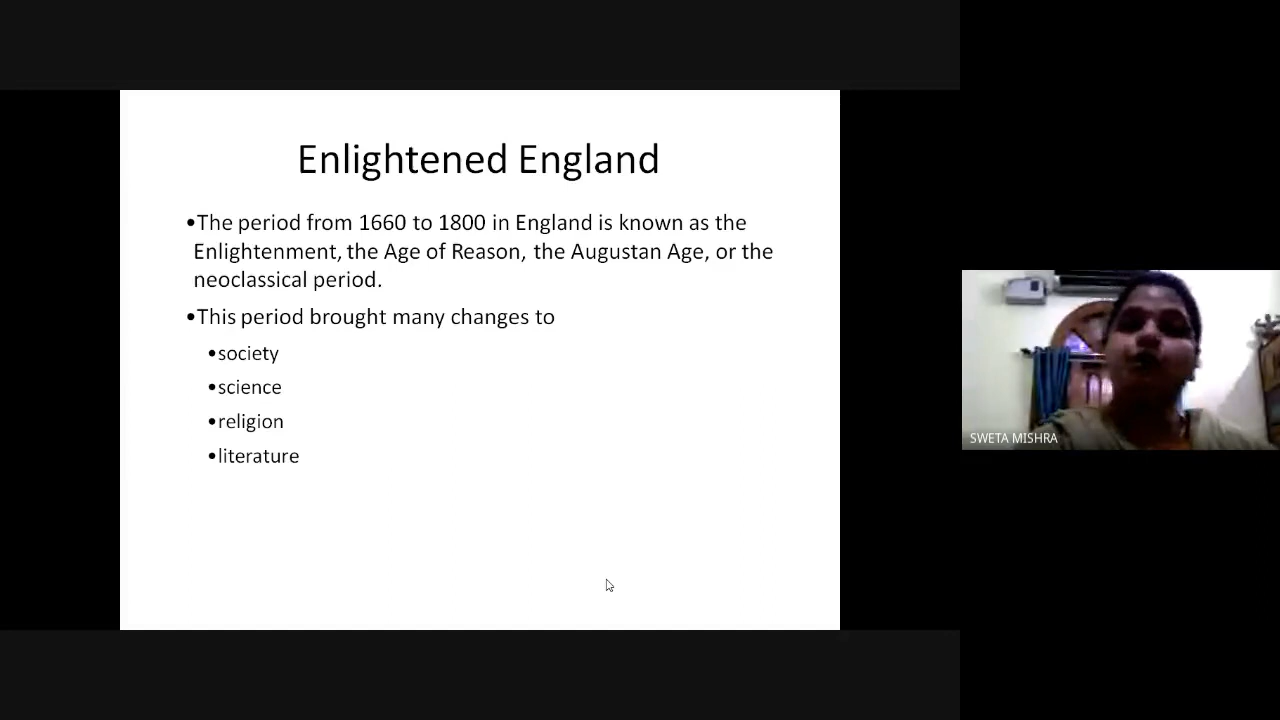 Enlightened England
•The period from 1660 to 1800 in England is known as the
Enlightenment, the Age of Reason, the Augustan Age, or the
neoclassical period.
•This period brought many changes to
•society
•science
•religion
•literature
SWETA MISHRA